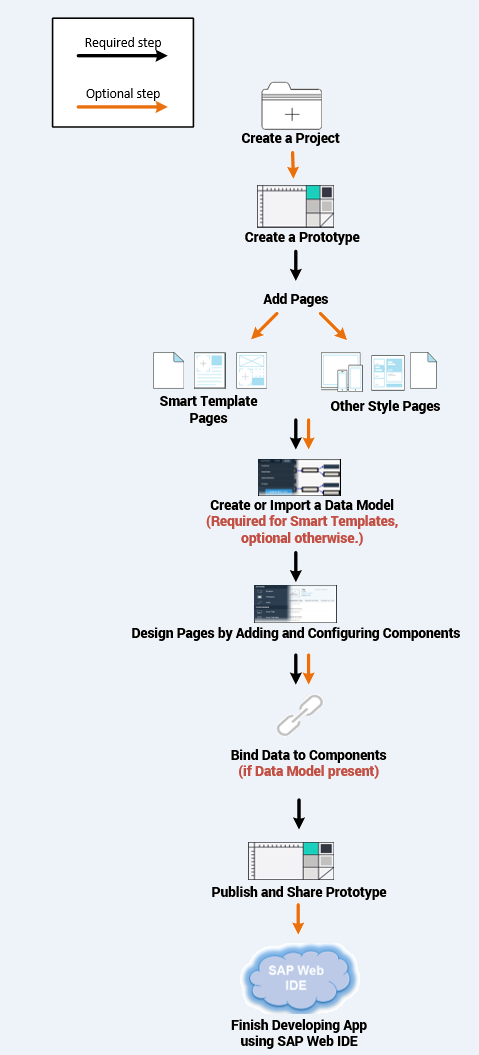 Required step
Optional step
Create a Project
Create a Prototype
Add Pages
Smart Template
Pages
Other Style Pages
Create or Import a Data Model
(Required for Smart Templates,
optional otherwise.)
Design Pages by Adding and Configuring Components
Bind Data to Components
(if Data Model present)
Publish and Share Prototype
SAP Web
IDE
Finish Developing App
using SAP Web IDE